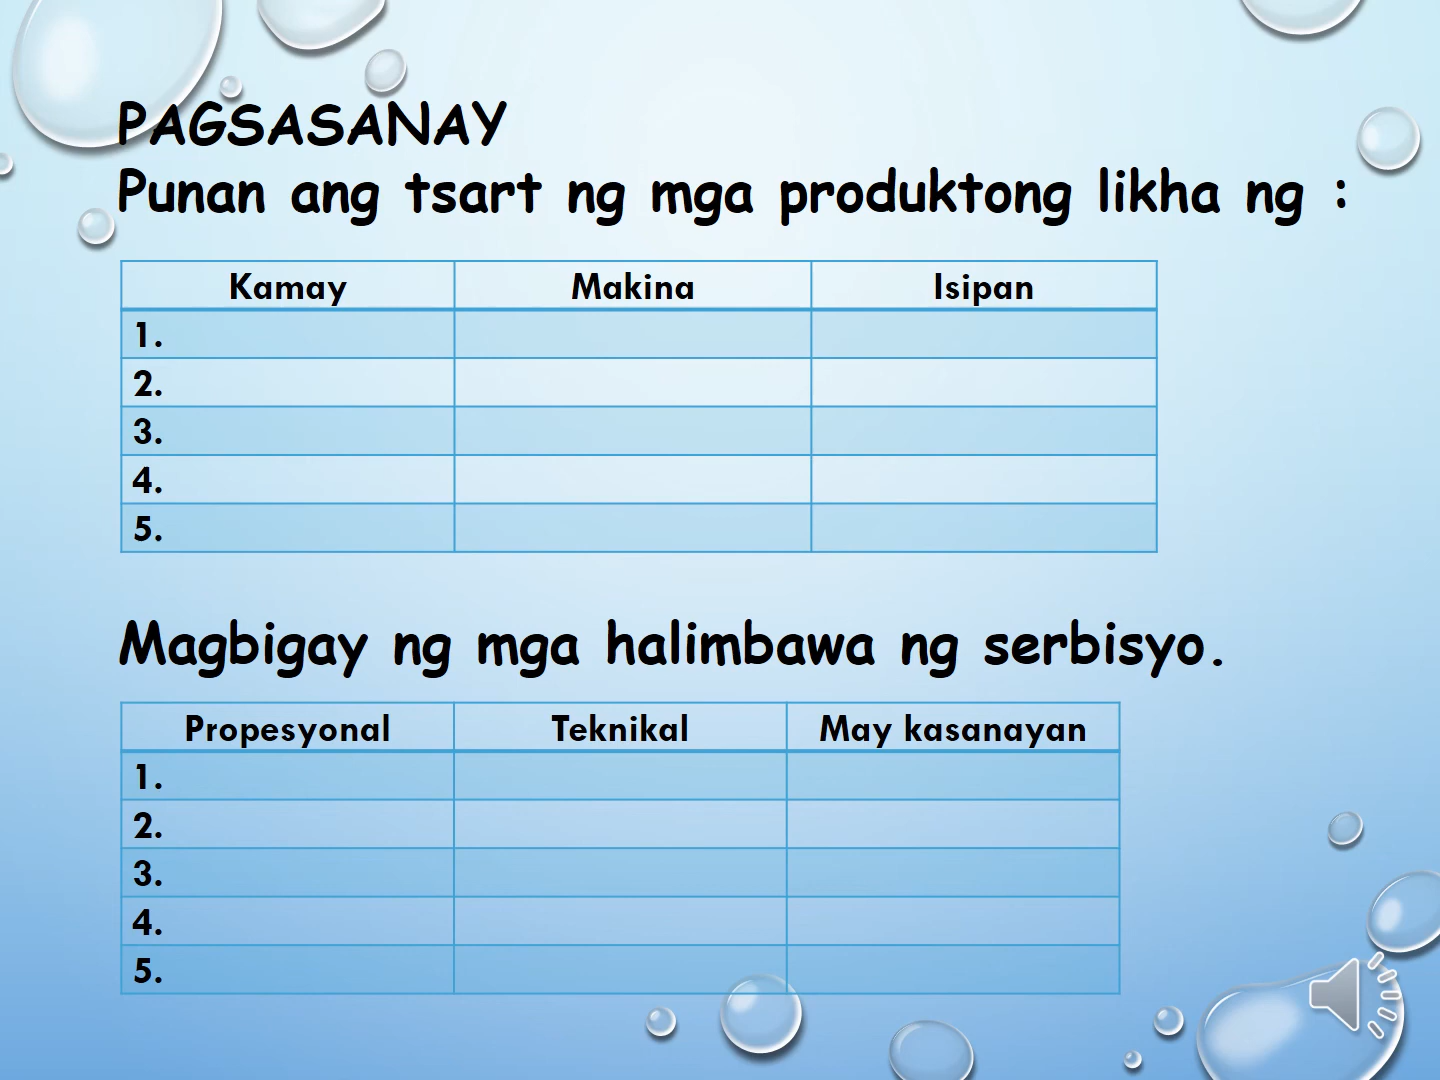 PAGSASANAY
Punan ang tsart ng mga produktong likha ng :
Kamay Makina Isipan
1.
2.
3.
4.
5.
Magbigay ng mga halimbawa ng serbisyo.
Propesyonal Teknikal May kasanayan
1.
2.
3.
4.
5.